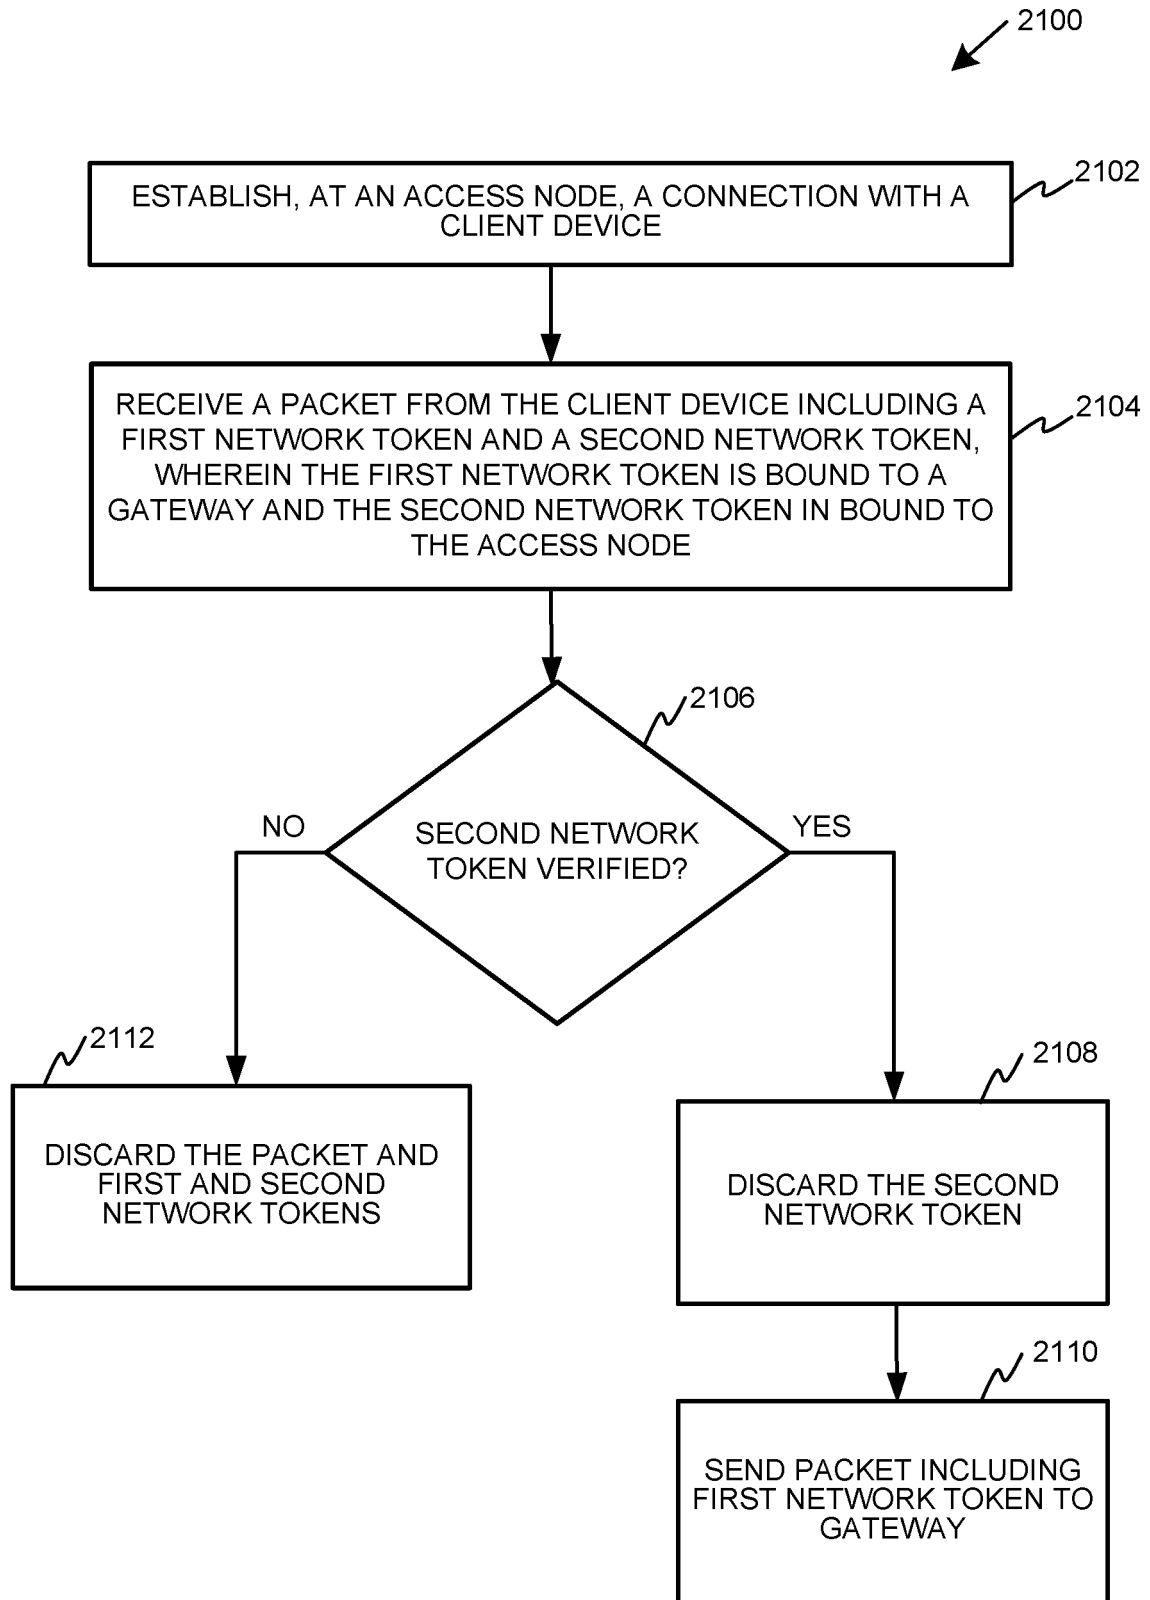 2100
2102
ESTABLISH, AT AN ACCESS NODE, A CONNECTION WITH A
CLIENT DEVICE
2104
RECEIVE A PACKET FROM THE CLIENT DEVICE INCLUDING A
FIRST NETWORK TOKEN AND A SECOND NETWORK TOKEN,
WHEREIN THE FIRST NETWORK TOKEN IS BOUND TO A
GATEWAY AND THE SECOND NETWORK TOKEN IN BOUND TO
THE ACCESS NODE
2106
NO
YES
SECOND NETWORK
TOKEN VERIFIED?
2112
DISCARD THE PACKET AND
FIRST AND SECOND
NETWORK TOKENS
2108
DISCARD THE SECOND
NETWORK TOKEN
2110
SEND PACKET INCLUDING
FIRST NETWORK TOKEN TO
GATEWAY